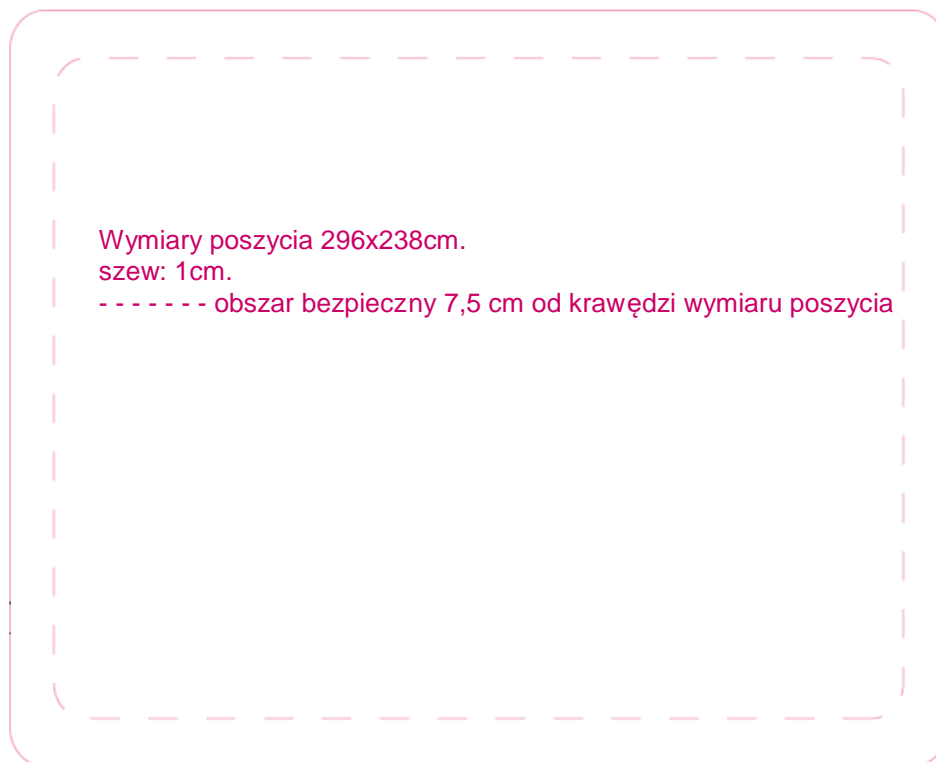 Wymiary poszycia 296x238cm.
szew: 1cm.
- - - - - - - obszar bezpieczny 7,5 cm od krawędzi wymiaru poszycia